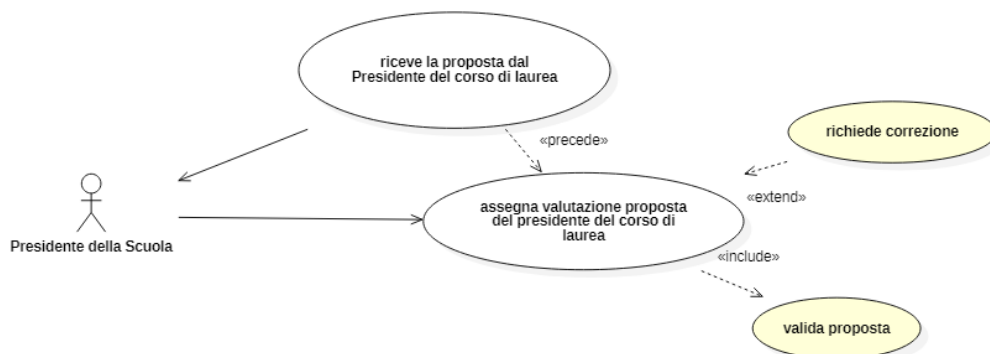 riceve la proposta dal
Presidente del corso di laurea
«precede»
richiede correzione
«extend»
assegna valutazione proposta
del presidente del corso di
laurea
Presidente della Scuola
«include»
valida proposta